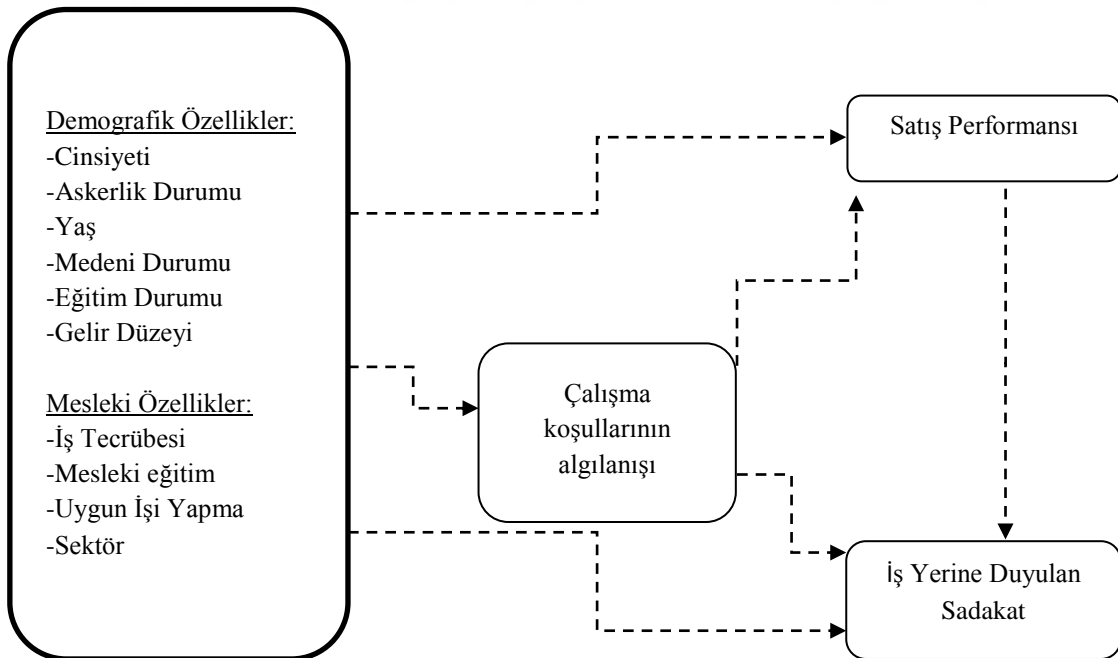 Demografik Özellikler:
-Cinsiyeti
-Askerlik Durumu
-Yaş
-Medeni Durumu
-Eğitim Durumu
-Gelir Düzeyi
Mesleki Özellikler:
-İş Tecrübesi
-Mesleki eğitim
-Uygun İşi Yapma
-Sektör
Çalışma
koşullarının
algılanışı
Satış Performansı
İş Yerine Duyulan
Sadakat